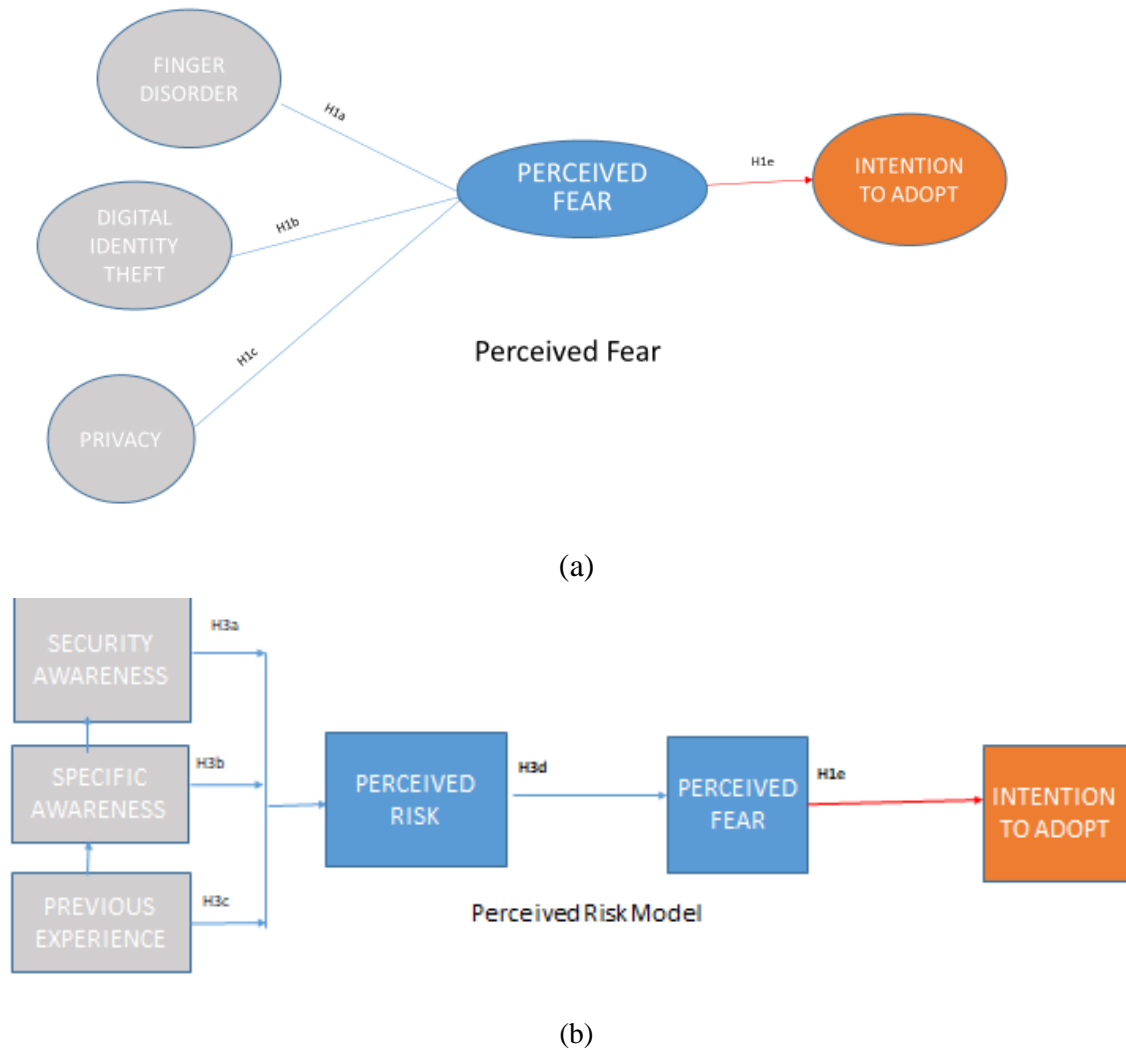 FINGER
DISORDER
H1a
DIGITAL
IDENTITY
THEFT
H1b
PRIVACY
H1c
PERCEIVED
FEAR
H1e
INTENTION
TO ADOPT
Perceived Fear
(a)
SECURITY
AWARENESS
H3a
SPECIFIC
AWARENESS
H3b
PREVIOUS
EXPERIENCE
H3c
PERCEIVED
RISK
H3d
PERCEIVED
FEAR
H1e
INTENTION
TO ADOPT
Perceived Risk Model
(b)